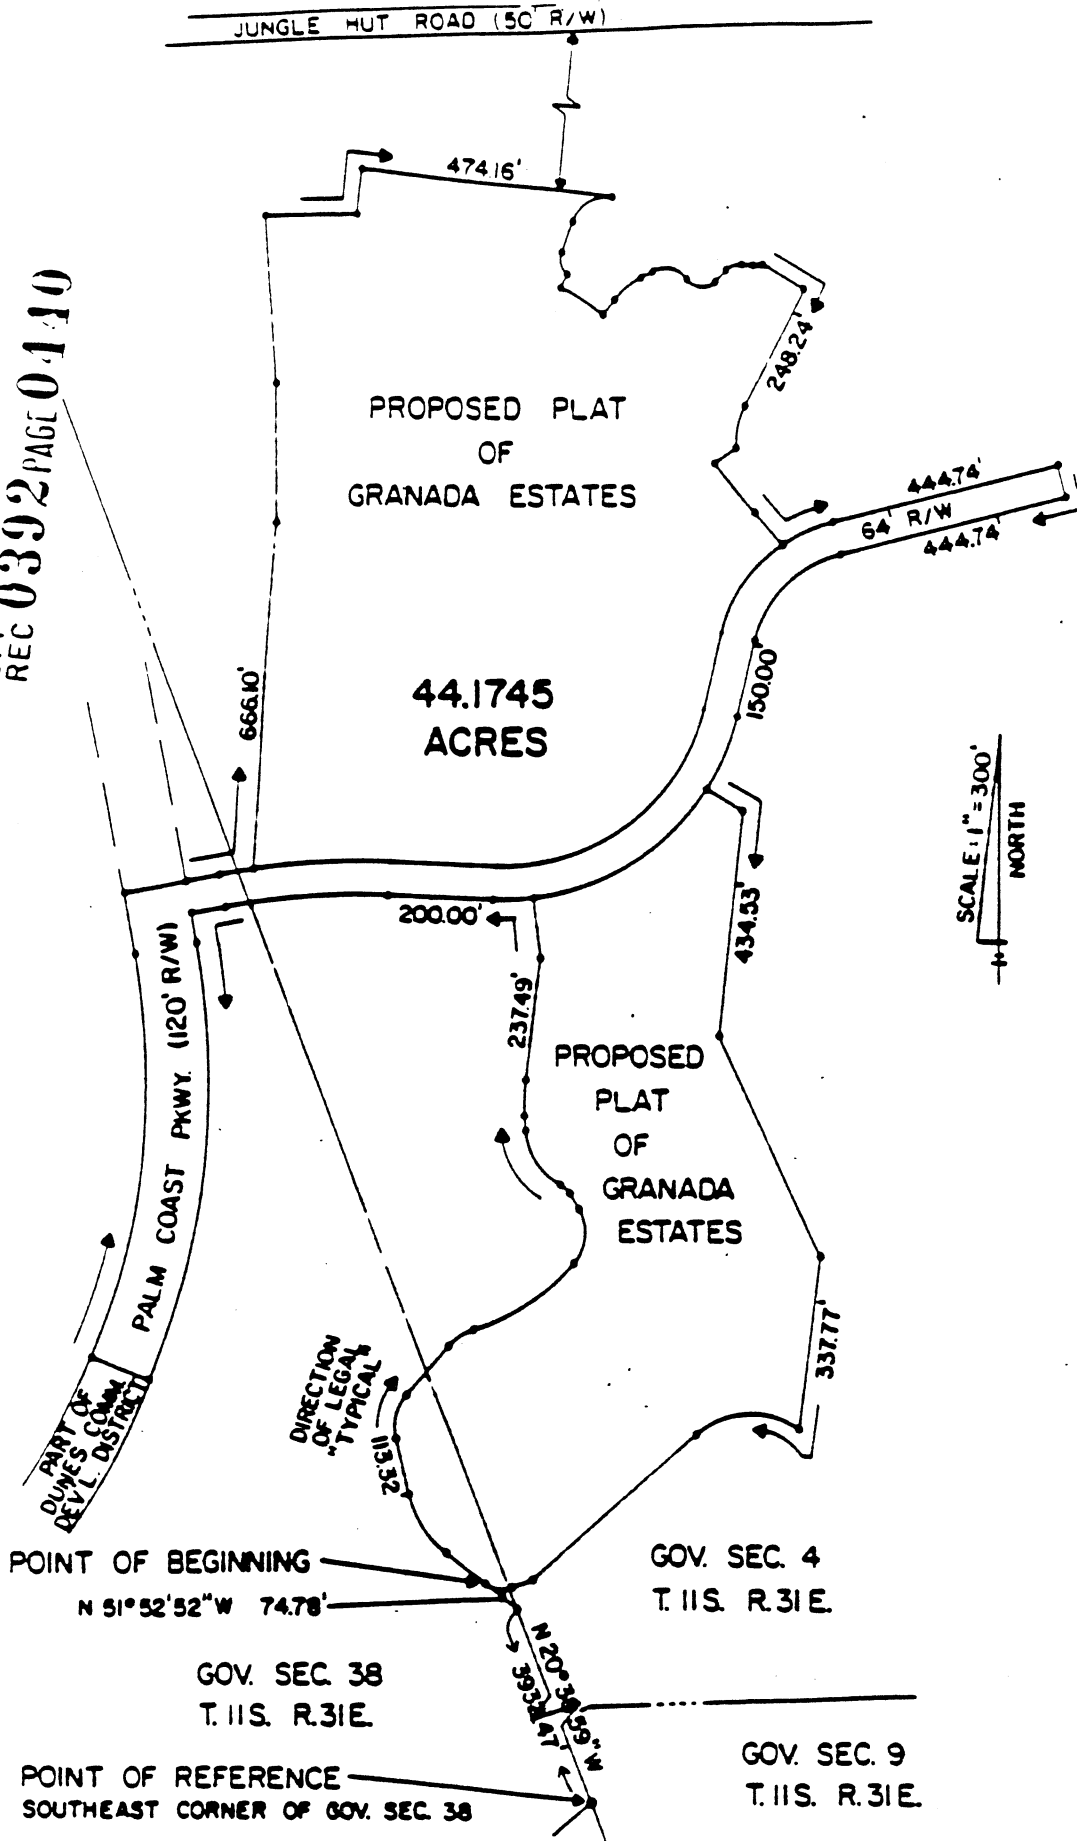 JUNGLE HUT ROAD (50' R/W)
474.16'
REC 0392 PAGE 0440
248.24'
PROPOSED PLAT
OF
GRANADA ESTATES
444.74'
64' R/W
444.74'
666.10'
150.00'
44.1745
ACRES
SCALE: 1" = 300'
NORTH
200.00'
434.53'
237.49'
PALM COAST PKWY. (120' R/W)
PROPOSED
PLAT
OF
GRANADA
ESTATES
337.77'
DIRECTION
OF LEGAL
"TYPICAL"
113.32
PART OF
DUNES COMM.
DEV'L. DISTRICT
POINT OF BEGINNING
N 51°52'52"W 74.78'
GOV. SEC. 4
T. 11S. R.31E.
GOV. SEC. 38
T. 11S. R.31E.
GOV. SEC. 9
T. 11S. R.31E.
POINT OF REFERENCE
SOUTHEAST CORNER OF GOV. SEC. 38